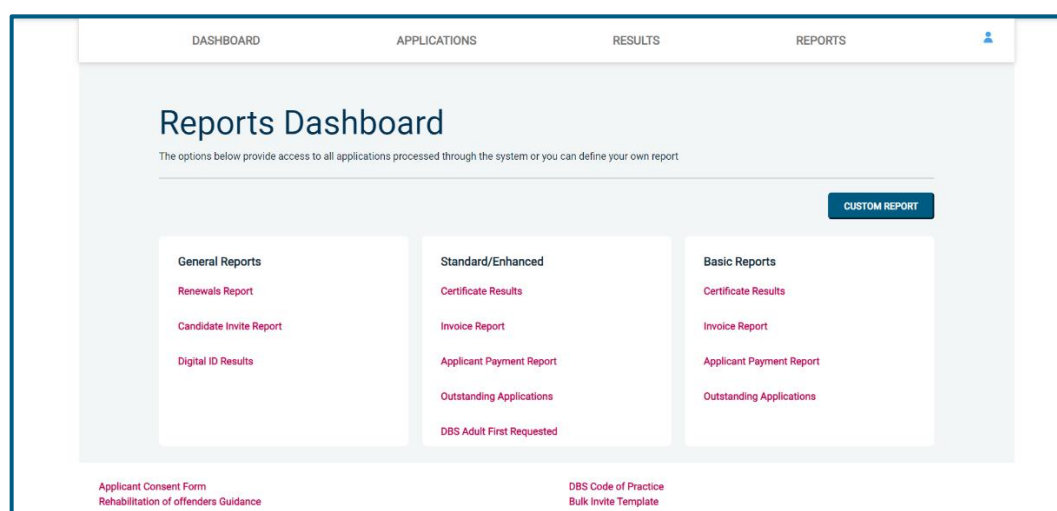 DASHBOARD APPLICATIONS RESULTS REPORTS
Reports Dashboard
The options below provide access to all applications processed through the system or you can define your own report
CUSTOM REPORT
General Reports
Renewals Report
Candidate Invite Report
Digital ID Results
Standard/Enhanced
Certificate Results
Invoice Report
Applicant Payment Report
Outstanding Applications
DBS Adult First Requested
Basic Reports
Certificate Results
Invoice Report
Applicant Payment Report
Outstanding Applications
Applicant Consent Form
Rehabilitation of offenders Guidance
DBS Code of Practice
Bulk Invite Template